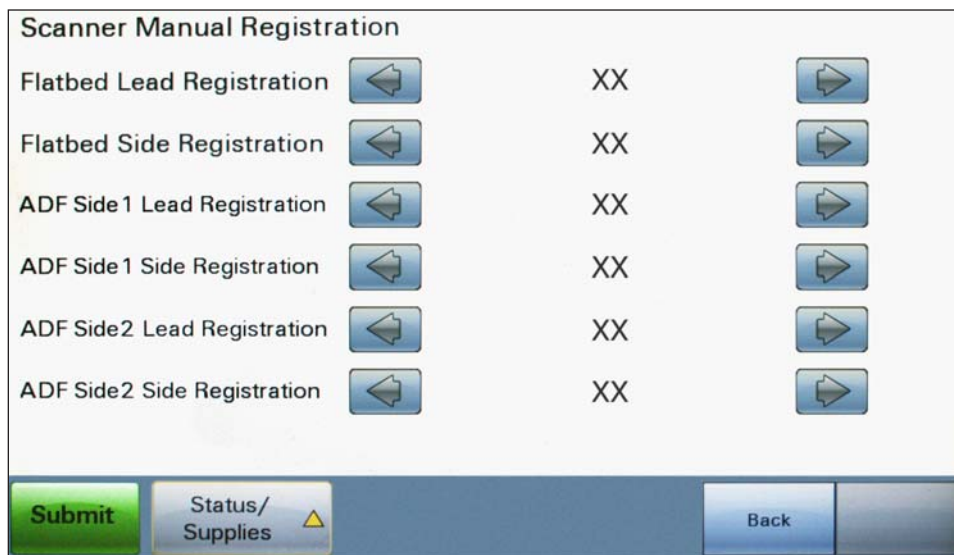 Scanner Manual Registration
Flatbed Lead Registration XX
Flatbed Side Registration XX
ADF Side1 Lead Registration XX
ADF Side1 Side Registration XX
ADF Side2 Lead Registration XX
ADF Side2 Side Registration XX
Submit
Status/
Supplies
Back